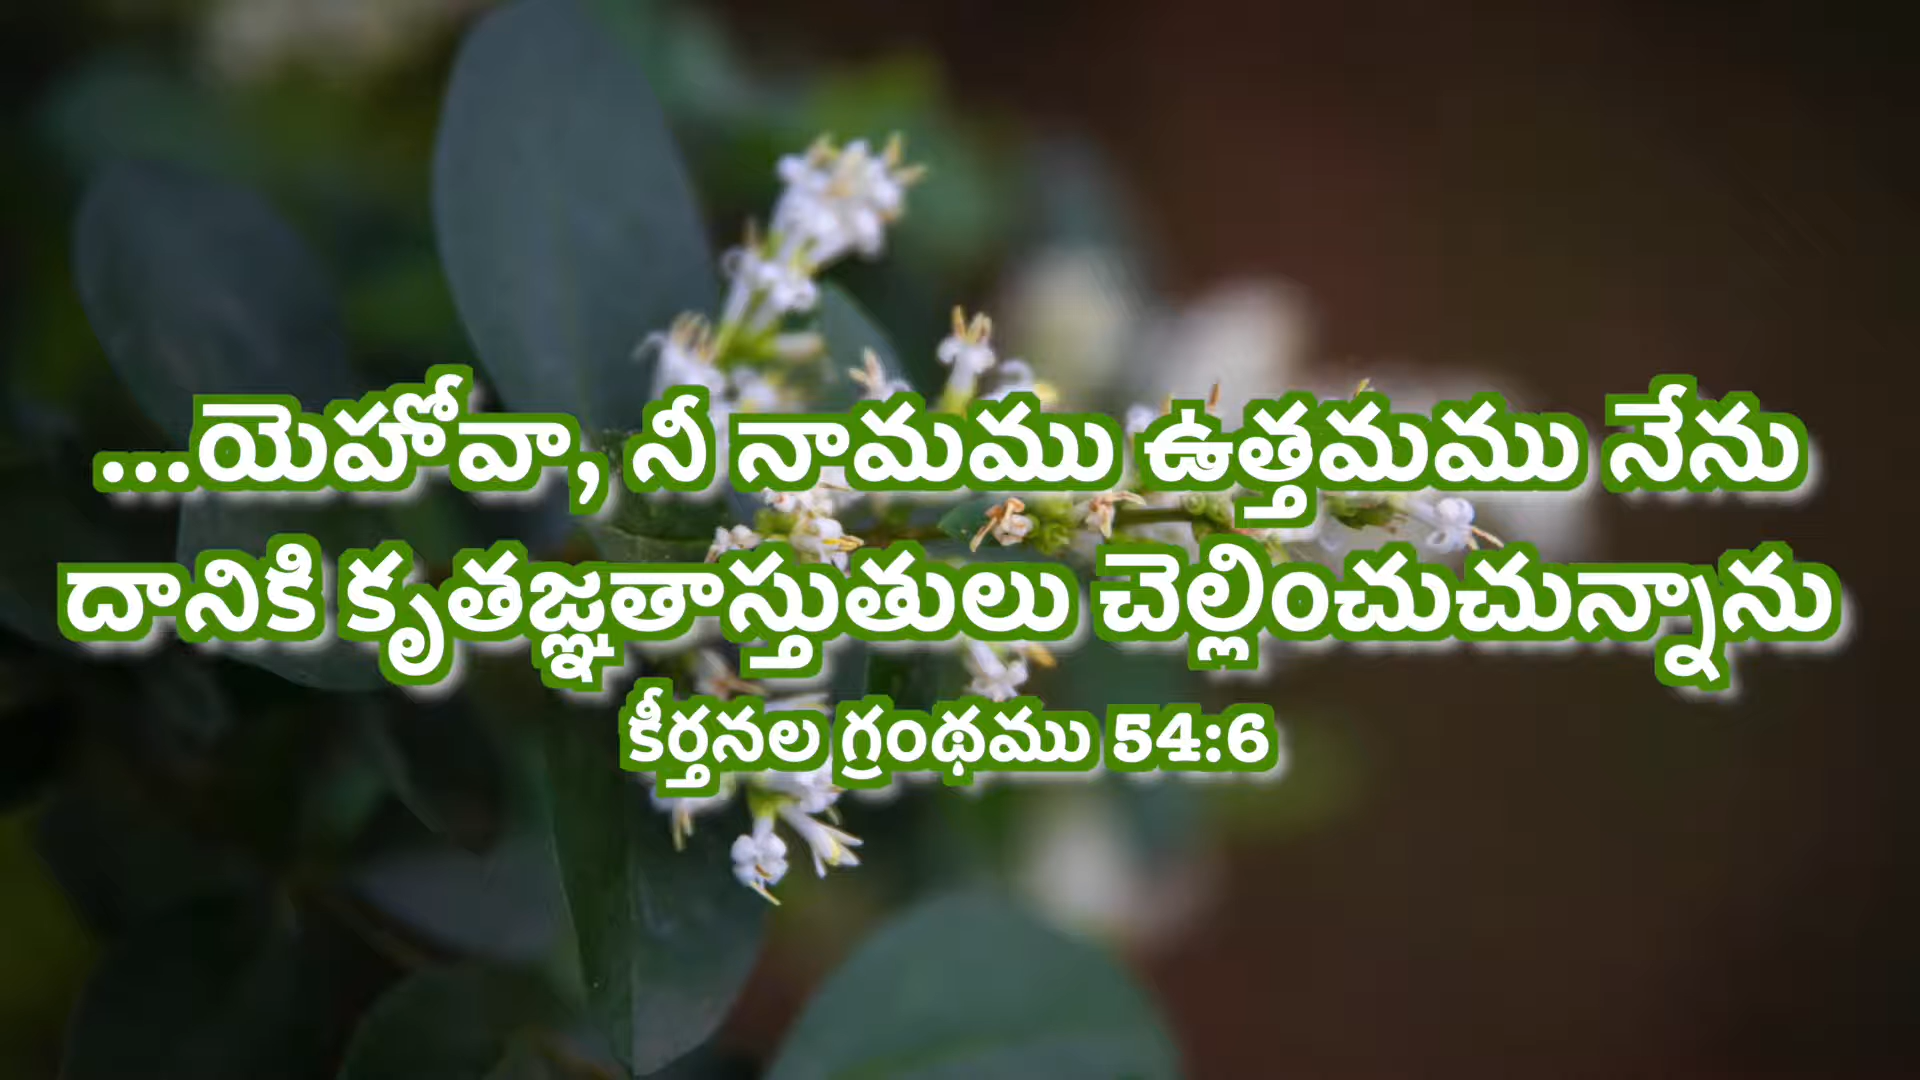 ...యెహోవా, నీ నామము ఉత్తమము నేను
దానికి కృతజ్ఞతాస్తుతులు చెల్లించుచున్నాను
కీర్తనల గ్రంథము 54:6